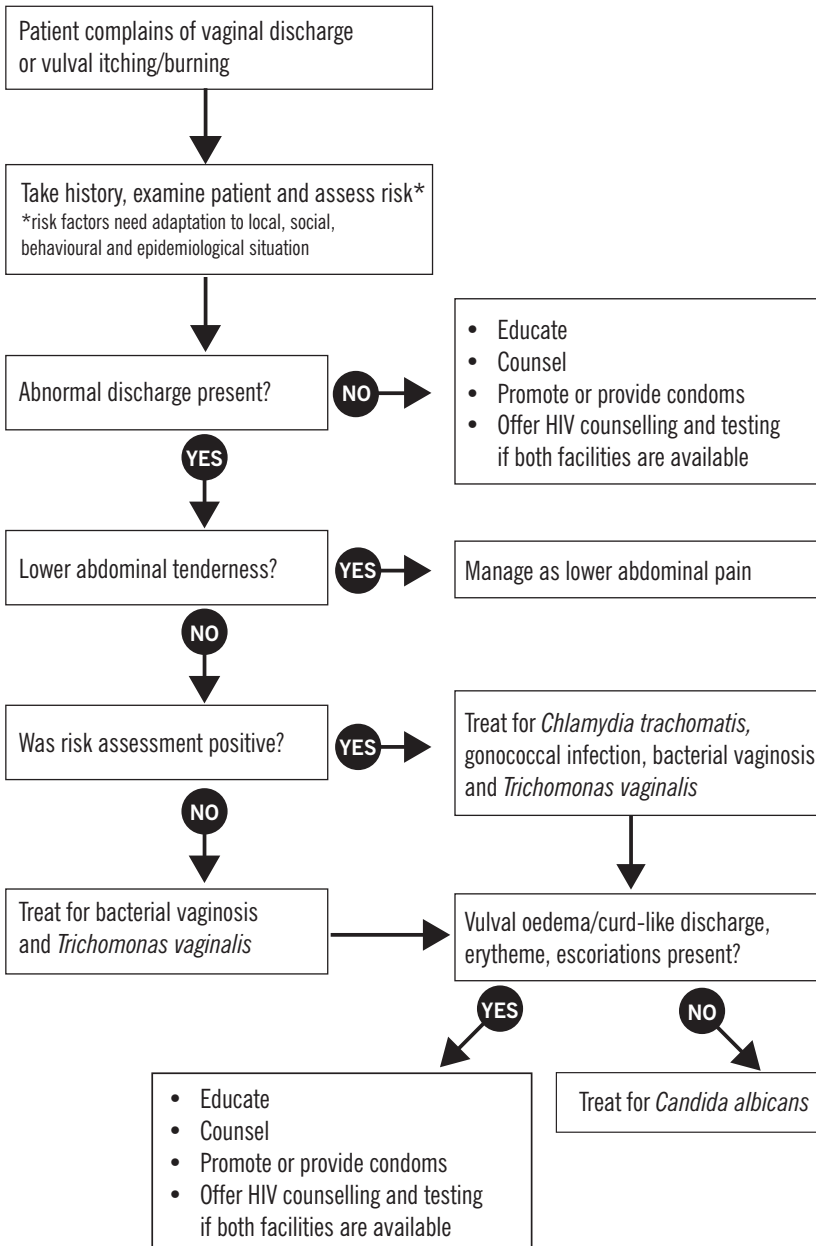 Patient complains of vaginal discharge
or vulval itching/burning
Take history, examine patient and assess risk*
*risk factors need adaptation to local, social,
behavioural and epidemiological situation
Abnormal discharge present?
NO
• Educate
• Counsel
• Promote or provide condoms
• Offer HIV counselling and testing
if both facilities are available
YES
Lower abdominal tenderness?
YES
Manage as lower abdominal pain
NO
Was risk assessment positive?
YES
Treat for Chlamydia trachomatis,
gonococcal infection, bacterial vaginosis
and Trichomonas vaginalis
NO
Treat for bacterial vaginosis
and Trichomonas vaginalis
Vulval oedema/curd-like discharge,
erytheme, escoriations present?
YES
NO
• Educate
• Counsel
• Promote or provide condoms
• Offer HIV counselling and testing
if both facilities are available
Treat for Candida albicans